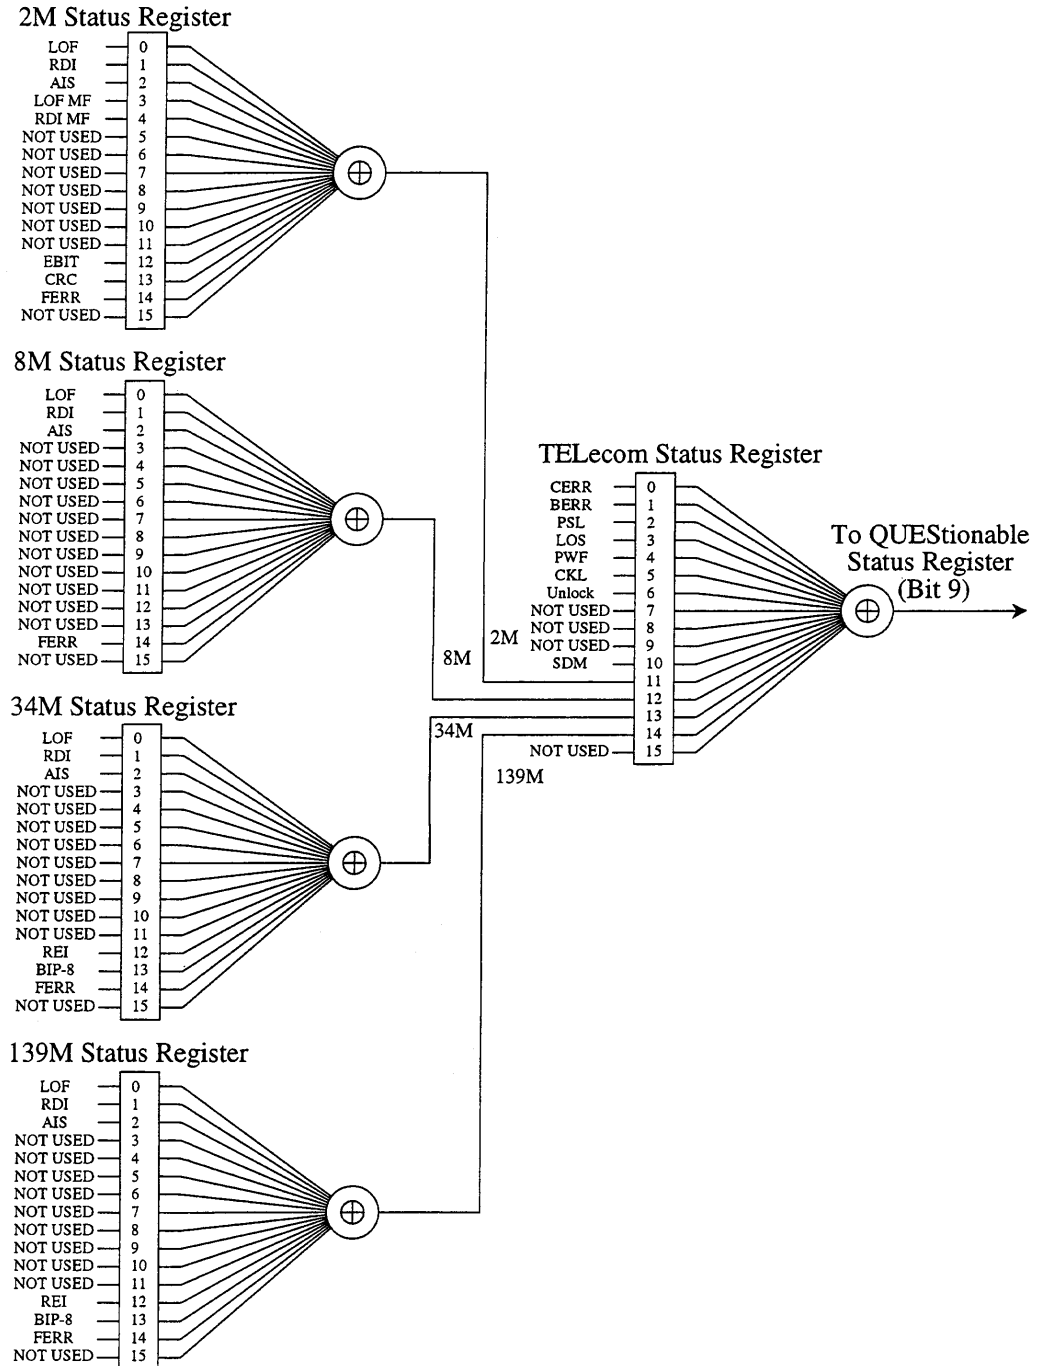 2M Status Register
LOF 0
RDI 1
AIS 2
LOF MF 3
RDI MF 4
NOT USED 5
NOT USED 6
NOT USED 7
NOT USED 8
NOT USED 9
NOT USED 10
NOT USED 11
EBIT 12
CRC 13
FERR 14
NOT USED 15
8M Status Register
LOF 0
RDI 1
AIS 2
NOT USED 3
NOT USED 4
NOT USED 5
NOT USED 6
NOT USED 7
NOT USED 8
NOT USED 9
NOT USED 10
NOT USED 11
NOT USED 12
NOT USED 13
FERR 14
NOT USED 15
34M Status Register
LOF 0
RDI 1
AIS 2
NOT USED 3
NOT USED 4
NOT USED 5
NOT USED 6
NOT USED 7
NOT USED 8
NOT USED 9
NOT USED 10
NOT USED 11
REI 12
BIP-8 13
FERR 14
NOT USED 15
139M Status Register
LOF 0
RDI 1
AIS 2
NOT USED 3
NOT USED 4
NOT USED 5
NOT USED 6
NOT USED 7
NOT USED 8
NOT USED 9
NOT USED 10
NOT USED 11
REI 12
BIP-8 13
FERR 14
NOT USED 15
TELecom Status Register
CERR 0
BERR 1
PSL 2
LOS 3
PWF 4
CKL 5
Unlock 6
NOT USED 7
NOT USED 8
NOT USED 9
SDM 10
2M 11
8M 12
34M 13
139M 14
NOT USED 15
To QUEStionable
Status Register
(Bit 9)